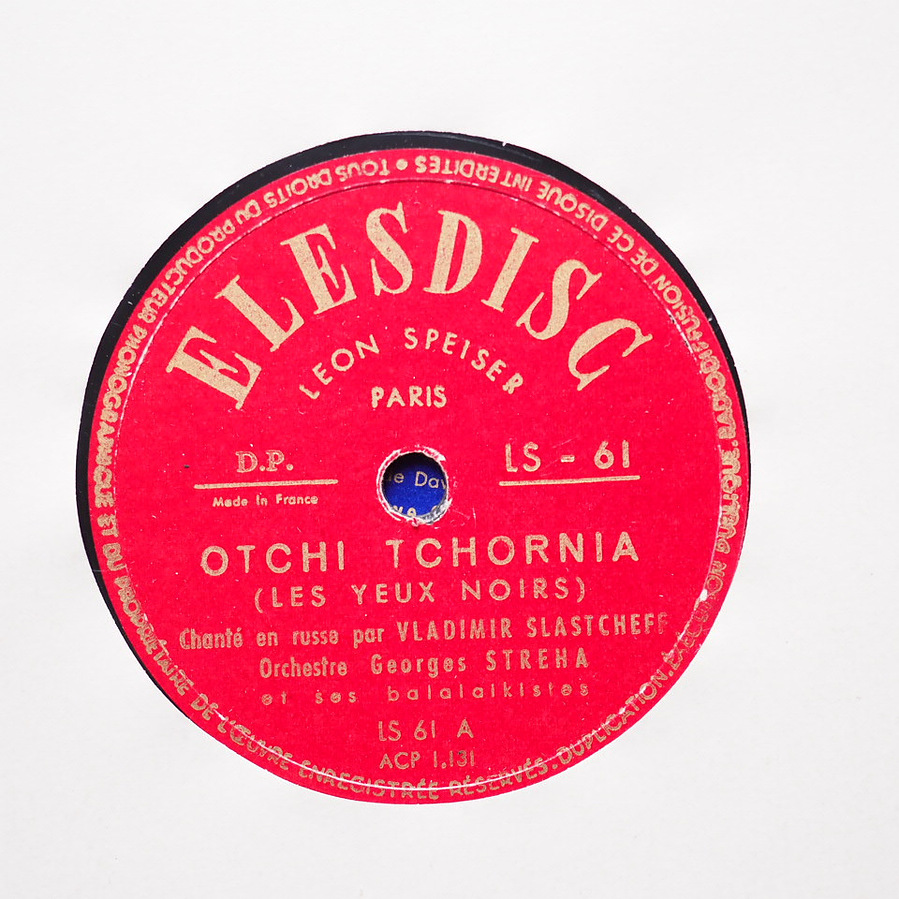 ELESDISC
LEON SPEISER
PARIS
D.P.
Made in France
LS - 61
OTCHI TCHORNIA
(LES YEUX NOIRS)
Chanté en russe par VLADIMIR SLASTCHEFF
Orchestre Georges STREHA
et ses balalaikistes
LS 61 A
ACP 1.131
TOUS DROITS DU PRODUCTEUR PHONOGRAPHIQUE ET DU PROPRIÉTAIRE DE L'ŒUVRE ENREGISTRÉE RÉSERVÉS. DUPLICATION. EXÉCUTION PUBLIQUE. RADIODIFFUSION DE CE DISQUE INTERDITES •
Day